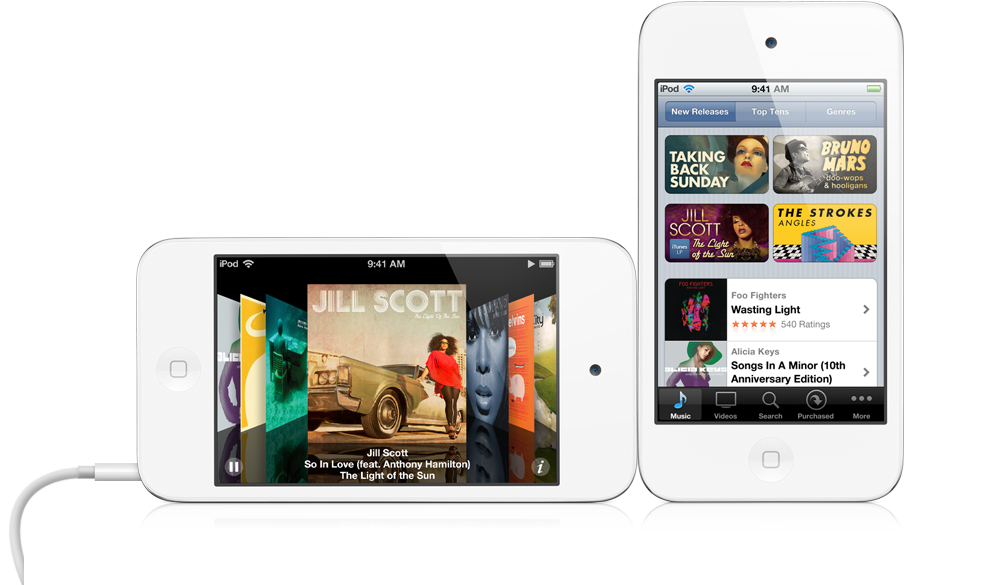 iPod 9:41 AM
JILL SCOTT
The Light Of The Sun
Jill Scott
So In Love (feat. Anthony Hamilton)
The Light of the Sun
i
iPod 9:41 AM
New Releases Top Tens Genres
TAKING
BACK
SUNDAY
BRUNO
MARS
doo-wops
& hooligans
JILL
SCOTT
iTunes
LP
The Light
of the Sun
THE STROKES
ANGLES
FOO FIGHTERS
Foo Fighters
Wasting Light
540 Ratings
ALICIA KEYS
Alicia Keys
Songs In A Minor (10th
Anniversary Edition)
Music Videos Search Purchased More